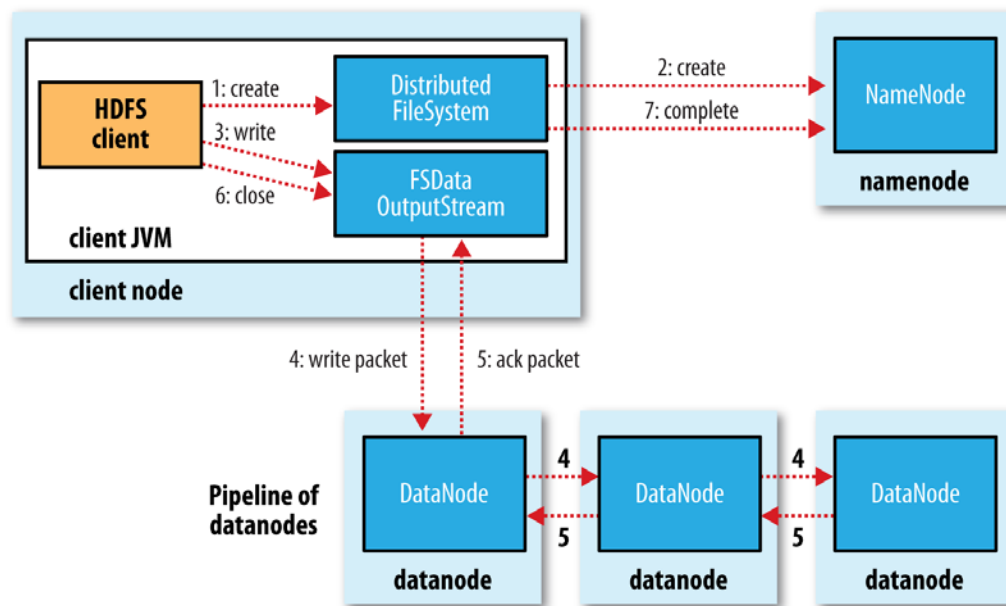 HDFS
client
1: create
3: write
6: close
Distributed
FileSystem
FSData
OutputStream
client JVM
client node
2: create
7: complete
NameNode
namenode
4: write packet
5: ack packet
Pipeline of
datanodes
DataNode
4
5
DataNode
4
5
DataNode
datanode
datanode
datanode